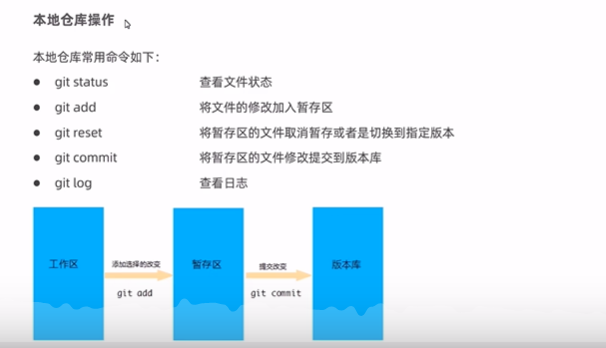 本地仓库操作
本地仓库常用命令如下:
● git status 查看文件状态
● git add 将文件的修改加入暂存区
● git reset 将暂存区的文件取消暂存或者是切换到指定版本
● git commit 将暂存区的文件修改提交到版本库
● git log 查看日志
工作区 添加选择的改变 暂存区 提交改变 版本库
git add git commit